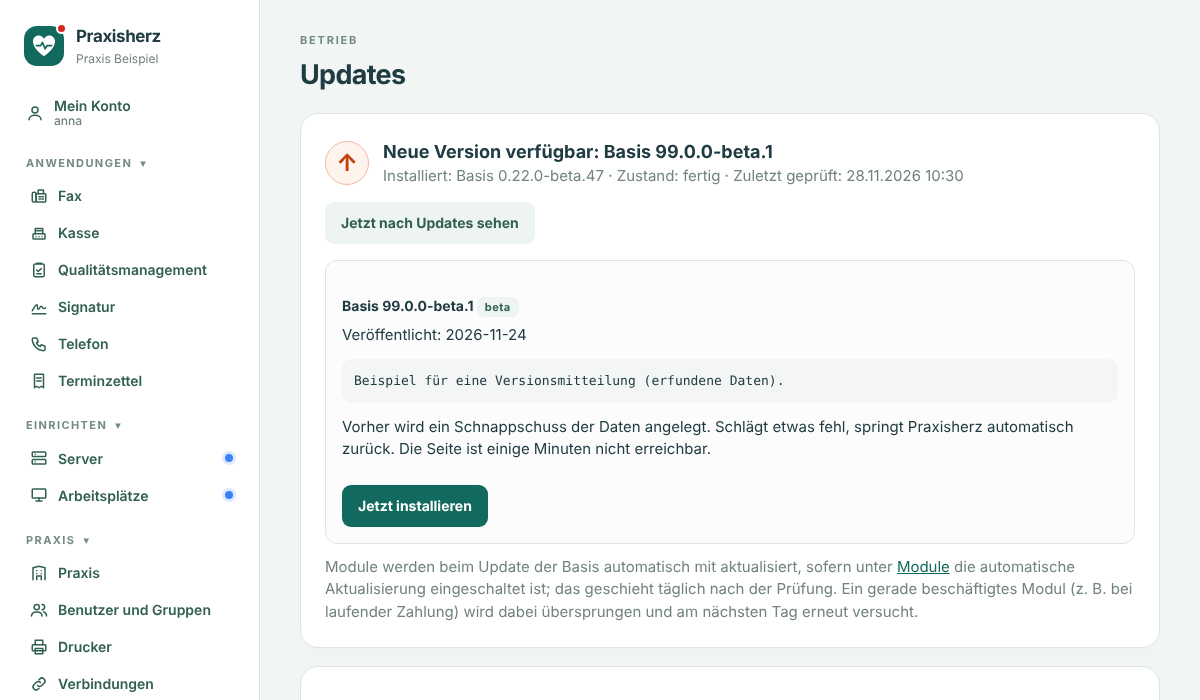 Praxisherz
Praxis Beispiel
Mein Konto
anna
ANWENDUNGEN ▾
Fax
Kasse
Qualitätsmanagement
Signatur
Telefon
Terminzettel
EINRICHTEN ▾
Server
Arbeitsplätze
PRAXIS ▾
Praxis
Benutzer und Gruppen
Drucker
Verbindungen
BETRIEB
Updates
Neue Version verfügbar: Basis 99.0.0-beta.1
Installiert: Basis 0.22.0-beta.47 · Zustand: fertig · Zuletzt geprüft: 28.11.2026 10:30
Jetzt nach Updates sehen
Basis 99.0.0-beta.1 beta
Veröffentlicht: 2026-11-24
Beispiel für eine Versionsmitteilung (erfundene Daten).
Vorher wird ein Schnappschuss der Daten angelegt. Schlägt etwas fehl, springt Praxisherz automatisch
zurück. Die Seite ist einige Minuten nicht erreichbar.
Jetzt installieren
Module werden beim Update der Basis automatisch mit aktualisiert, sofern unter Module die automatische
Aktualisierung eingeschaltet ist; das geschieht täglich nach der Prüfung. Ein gerade beschäftigtes Modul (z. B. bei
laufender Zahlung) wird dabei übersprungen und am nächsten Tag erneut versucht.